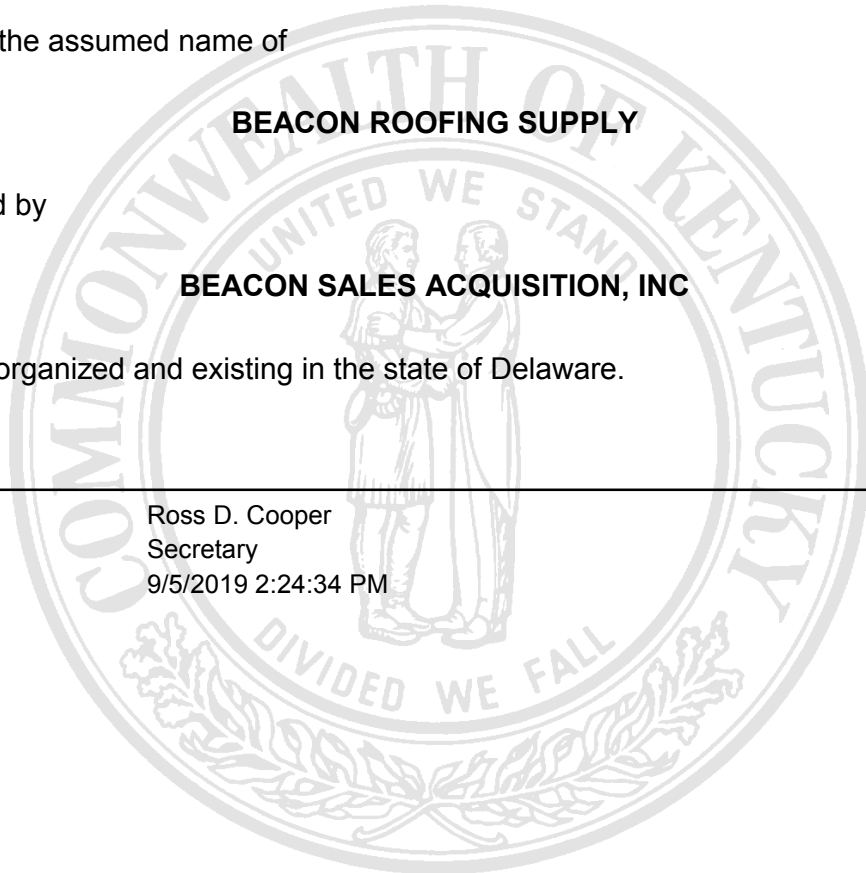 the assumed name of
BEACON ROOFING SUPPLY
d by
BEACON SALES ACQUISITION, INC
organized and existing in the state of Delaware.
Ross D. Cooper
Secretary
9/5/2019 2:24:34 PM
COMMONWEALTH OF KENTUCKY
UNITED WE STAND
DIVIDED WE FALL